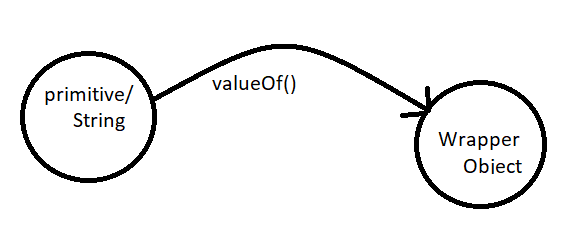 primitive/
String
valueOf()
Wrapper
Object